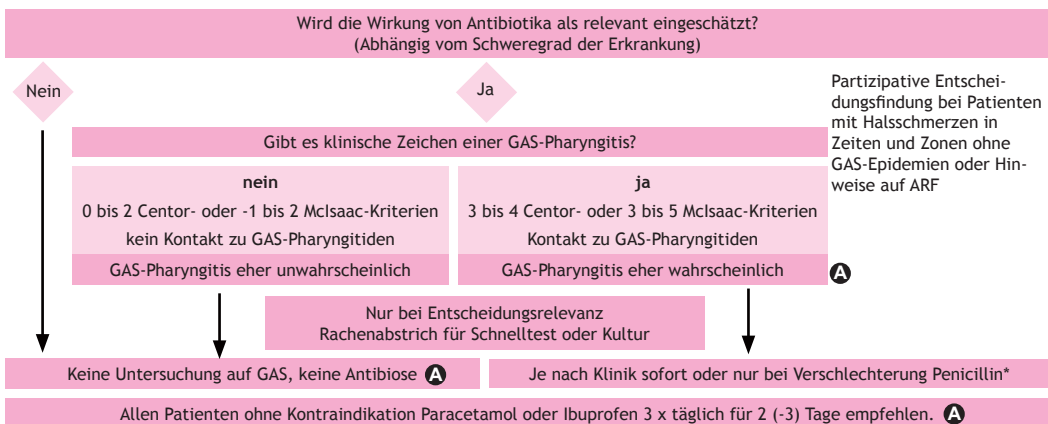 Wird die Wirkung von Antibiotika als relevant eingeschätzt?
(Abhängig vom Schweregrad der Erkrankung)
Nein
Ja
Partizipative Entschei-
dungsfindung bei Patienten
mit Halsschmerzen in
Zeiten und Zonen ohne
GAS-Epidemien oder Hin-
weise auf ARF
Gibt es klinische Zeichen einer GAS-Pharyngitis?
nein
0 bis 2 Centor- oder -1 bis 2 McIsaac-Kriterien
kein Kontakt zu GAS-Pharyngitiden
GAS-Pharyngitis eher unwahrscheinlich
ja
3 bis 4 Centor- oder 3 bis 5 McIsaac-Kriterien
Kontakt zu GAS-Pharyngitiden
GAS-Pharyngitis eher wahrscheinlich
A
Nur bei Entscheidungsrelevanz
Rachenabstrich für Schnelltest oder Kultur
Keine Untersuchung auf GAS, keine Antibiose A
Je nach Klinik sofort oder nur bei Verschlechterung Penicillin*
Allen Patienten ohne Kontraindikation Paracetamol oder Ibuprofen 3 x täglich für 2 (-3) Tage empfehlen. A